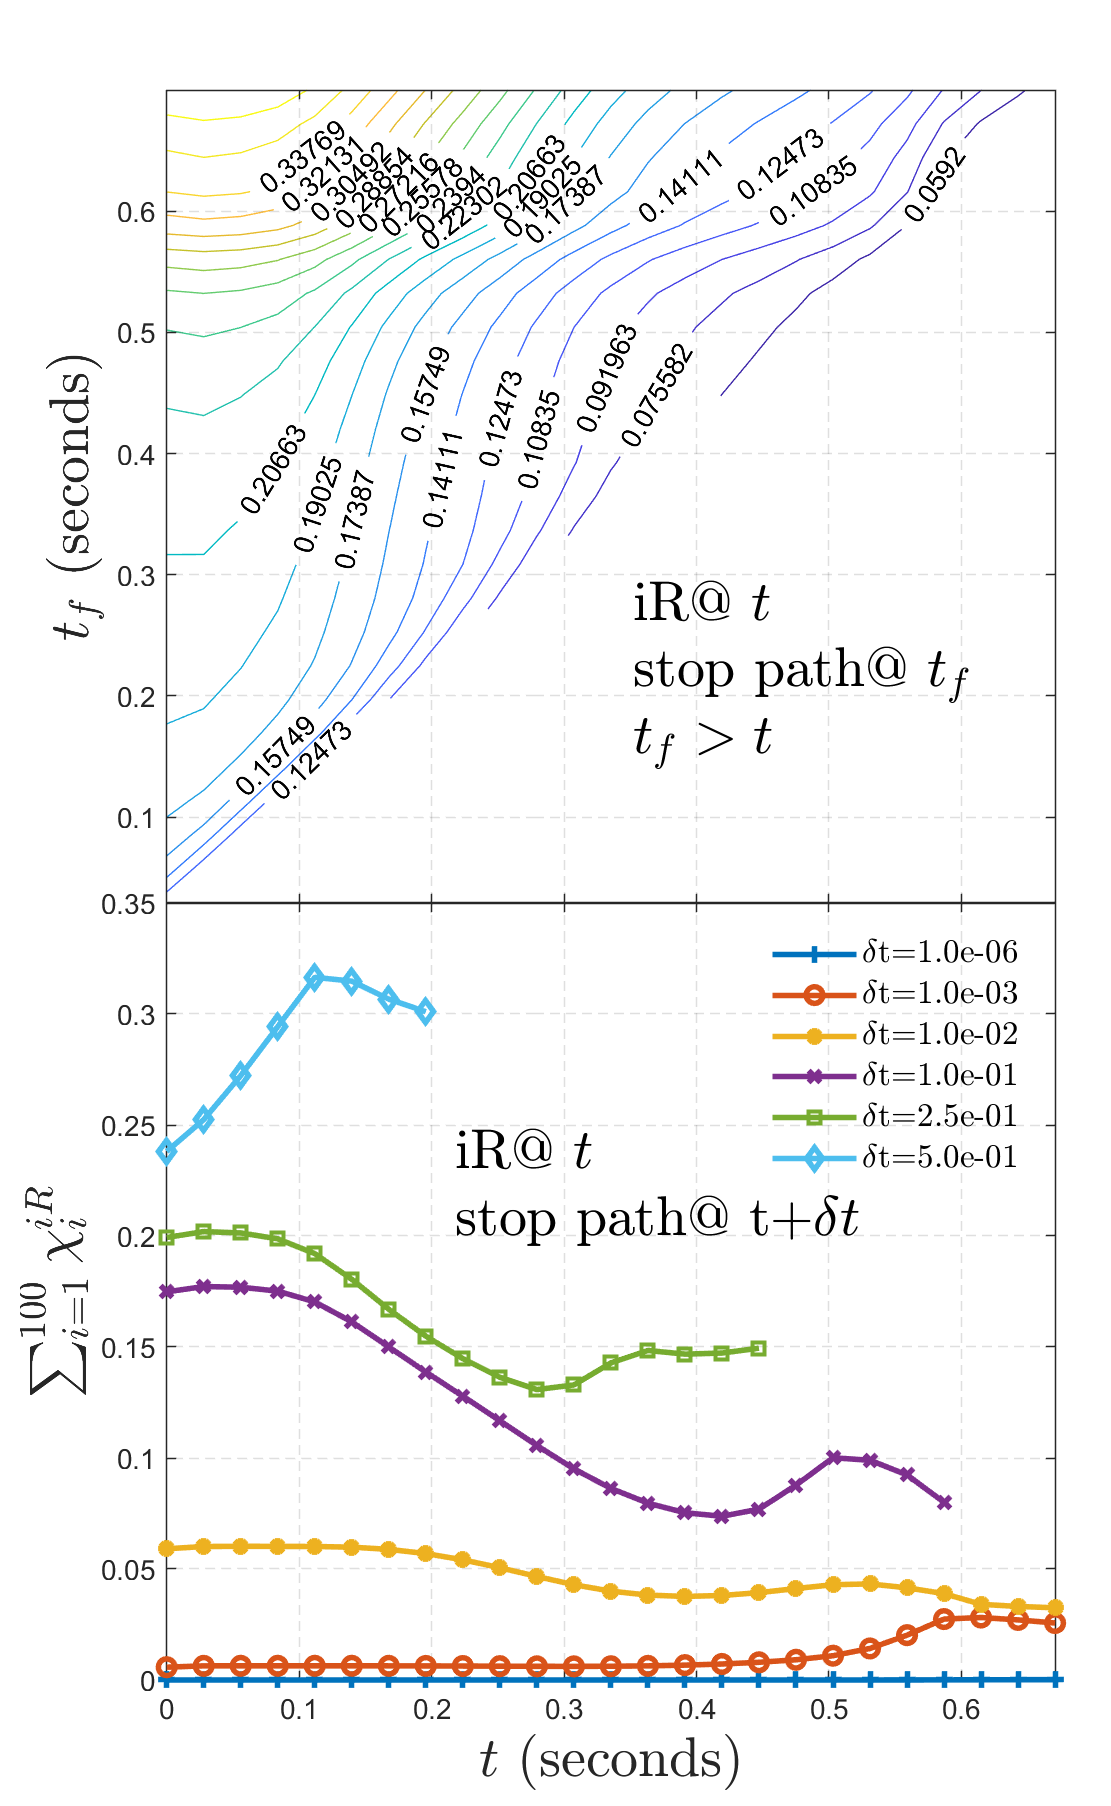 0.33769
0.32131
0.30492
0.28854
0.27216
0.25578
0.2394
0.22302
0.20663
0.19025
0.17387
0.14111
0.12473
0.10835
0.0592
0.6
0.5
0.4
0.3
0.2
0.1
t_f (seconds)
0.20663
0.19025
0.17387
0.15749
0.14111
0.12473
0.10835
0.091963
0.075582
0.15749
0.12473
iR@ t
stop path@ t_f
t_f > t
0.35
0.3
0.25
0.2
0.15
0.1
0.05
0
∑_{i=1}^{100} χ_i^{iR}
δt=1.0e-06
δt=1.0e-03
δt=1.0e-02
δt=1.0e-01
δt=2.5e-01
δt=5.0e-01
iR@ t
stop path@ t+δt
0 0.1 0.2 0.3 0.4 0.5 0.6
t (seconds)